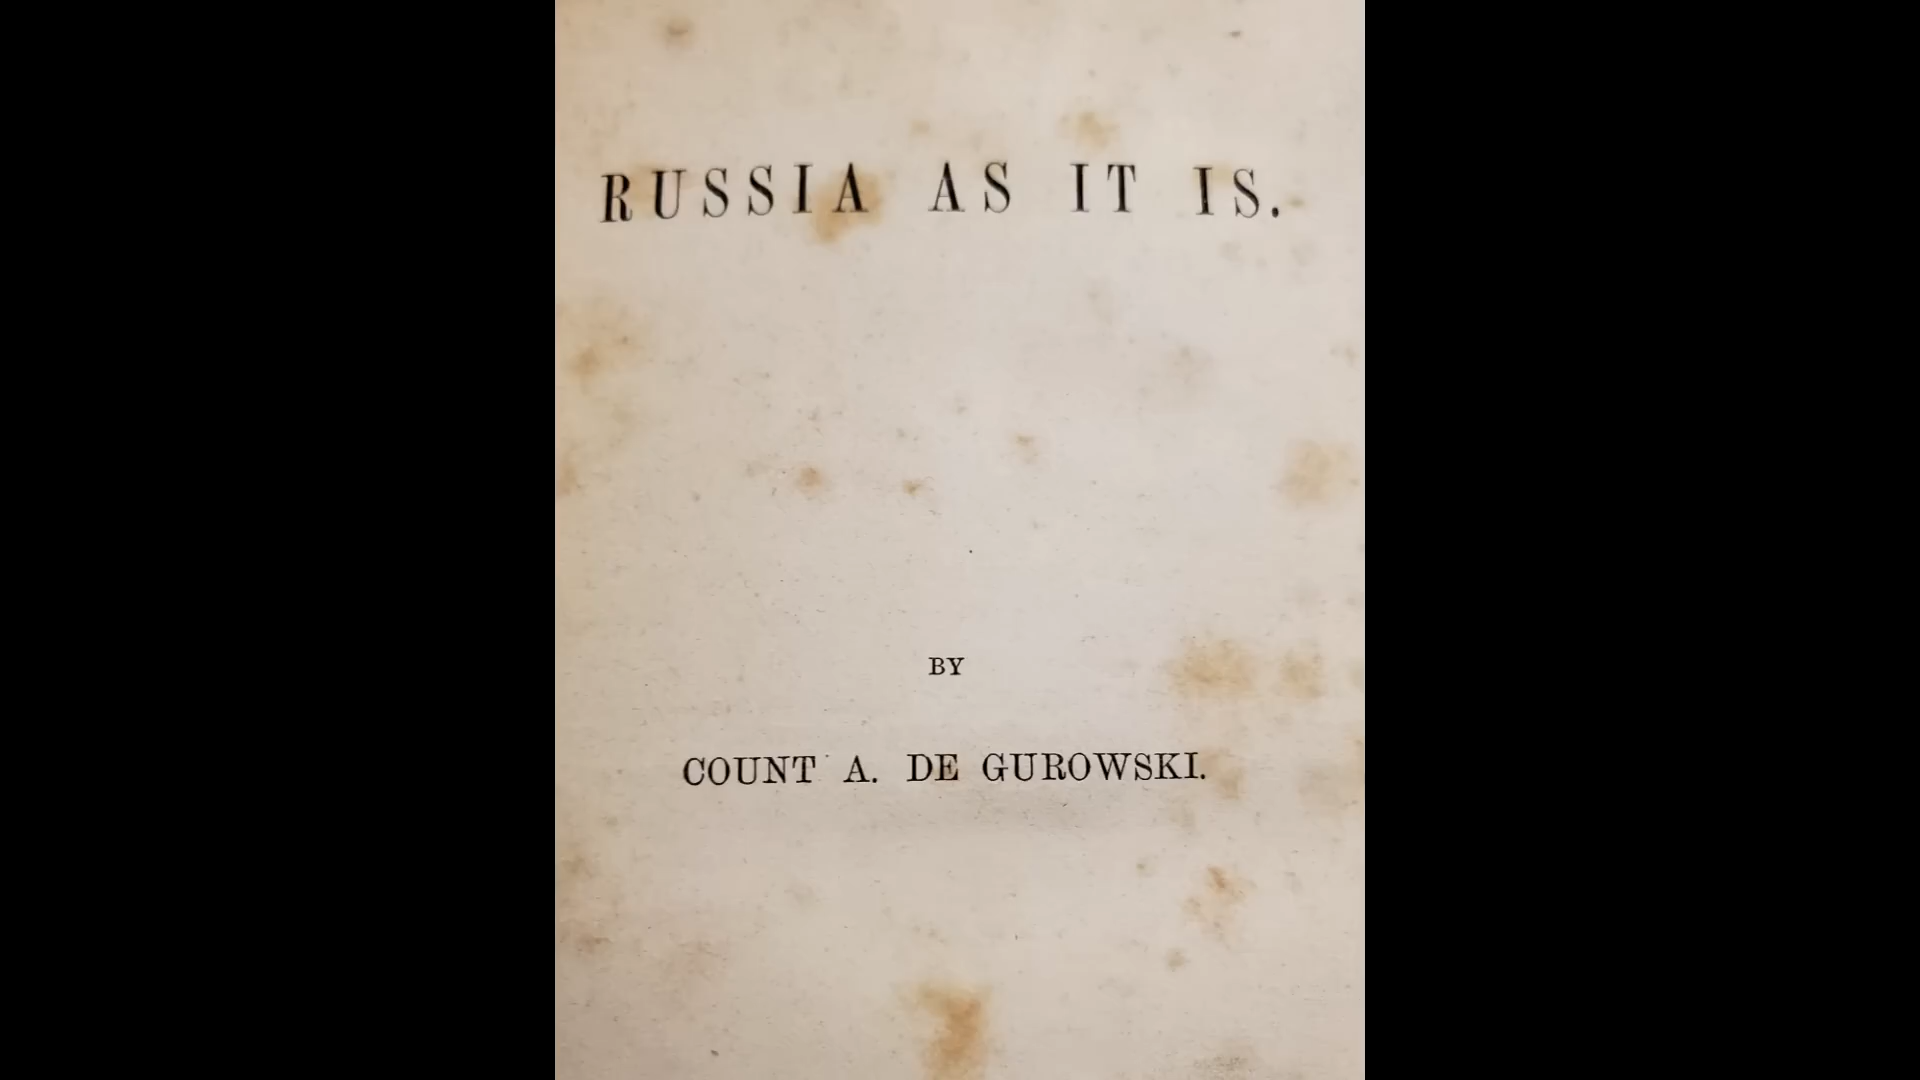 RUSSIA AS IT IS.
BY
COUNT A. DE GUROWSKI.